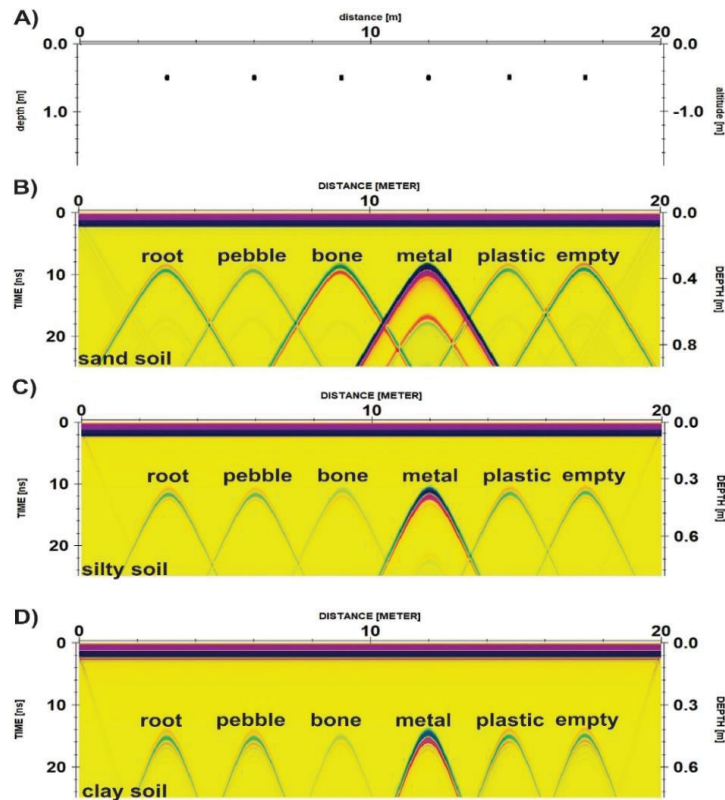 A)
distance [m]
0 10 20
0.0 0.0
depth [m] altitude [m]
1.0 -1.0
B)
DISTANCE [METER]
0 10 20
0 0.0
root pebble bone metal plastic empty
TIME [ns] DEPTH [m]
10 0.3
0.6
20
0.9
sand soil
C)
DISTANCE [METER]
0 10 20
0 0.0
root pebble bone metal plastic empty
TIME [ns] DEPTH [m]
10 0.3
20 0.6
silty soil
D)
DISTANCE [METER]
0 10 20
0 0.0
root pebble bone metal plastic empty
TIME [ns] DEPTH [m]
10 0.3
20 0.6
clay soil